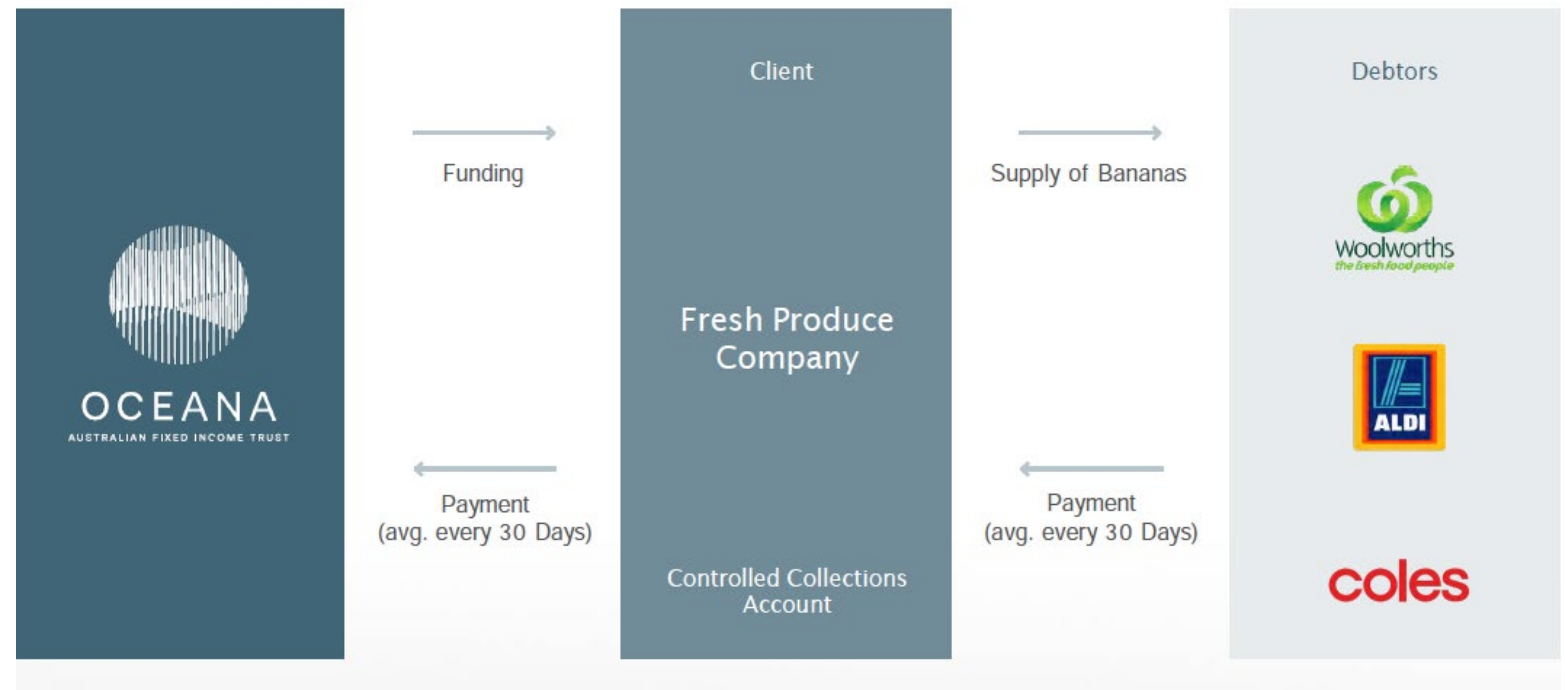 OCEANA
AUSTRALIAN FIXED INCOME TRUST
Funding
Payment
(avg. every 30 Days)
Client
Fresh Produce
Company
Controlled Collections
Account
Supply of Bananas
Payment
(avg. every 30 Days)
Debtors
Woolworths
the fresh food people
ALDI
coles